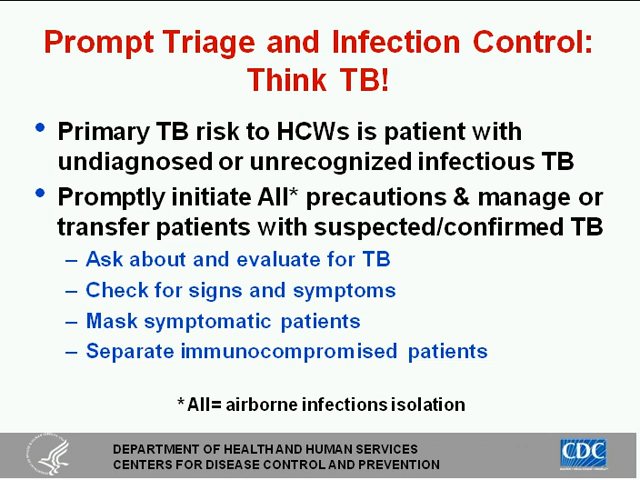 Prompt Triage and Infection Control:
Think TB!
• Primary TB risk to HCWs is patient with
undiagnosed or unrecognized infectious TB
• Promptly initiate AII* precautions & manage or
transfer patients with suspected/confirmed TB
– Ask about and evaluate for TB
– Check for signs and symptoms
– Mask symptomatic patients
– Separate immunocompromised patients
* AII= airborne infections isolation
DEPARTMENT OF HEALTH AND HUMAN SERVICES
CENTERS FOR DISEASE CONTROL AND PREVENTION
CDC